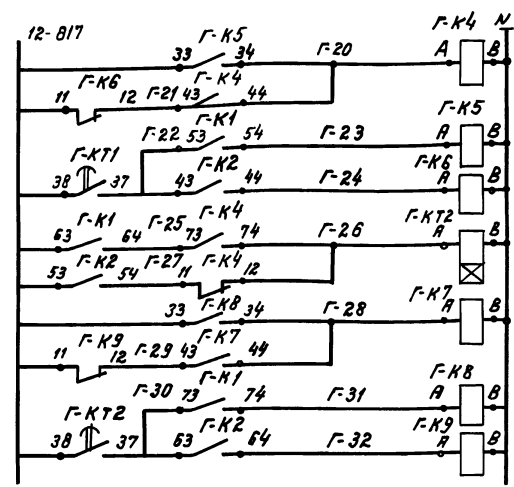 12-817 Г-К4 N
Г-К5
33 34 Г-20 А В
Г-К6 Г-К4
11 12 Г-21 43 44
Г-К1 Г-К5
Г-22 53 54 Г-23 А В
Г-КТ1 Г-К2 Г-К6
38 37 43 44 Г-24 А В
Г-К1 Г-25 Г-К4 Г-КТ2
63 64 73 74 Г-26 А В
Г-К2 Г-27 Г-К4
53 54 11 12
Г-К8 Г-К7
33 34 Г-28 А В
Г-К9 Г-К7
11 12 Г-29 43 44
Г-К1 Г-К8
Г-30 73 74 Г-31 А В
Г-КТ2 Г-К2 Г-К9
38 37 63 64 Г-32 А В